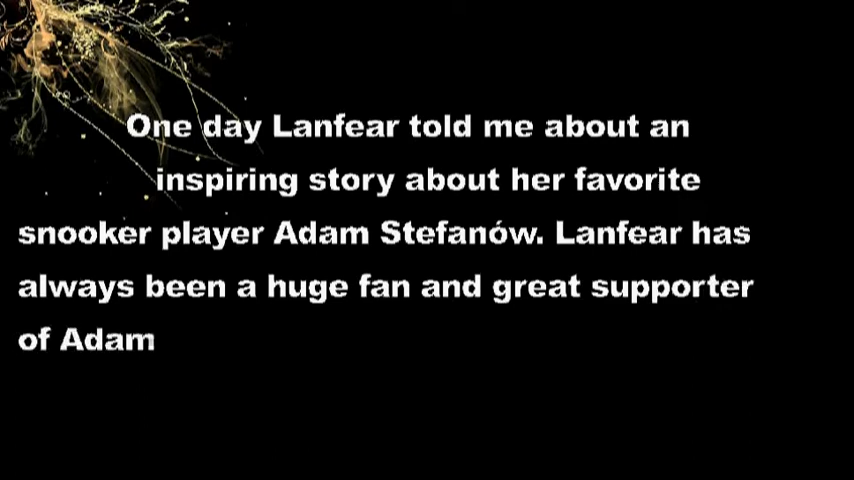 One day Lanfear told me about an
inspiring story about her favorite
snooker player Adam Stefanów. Lanfear has
always been a huge fan and great supporter
of Adam